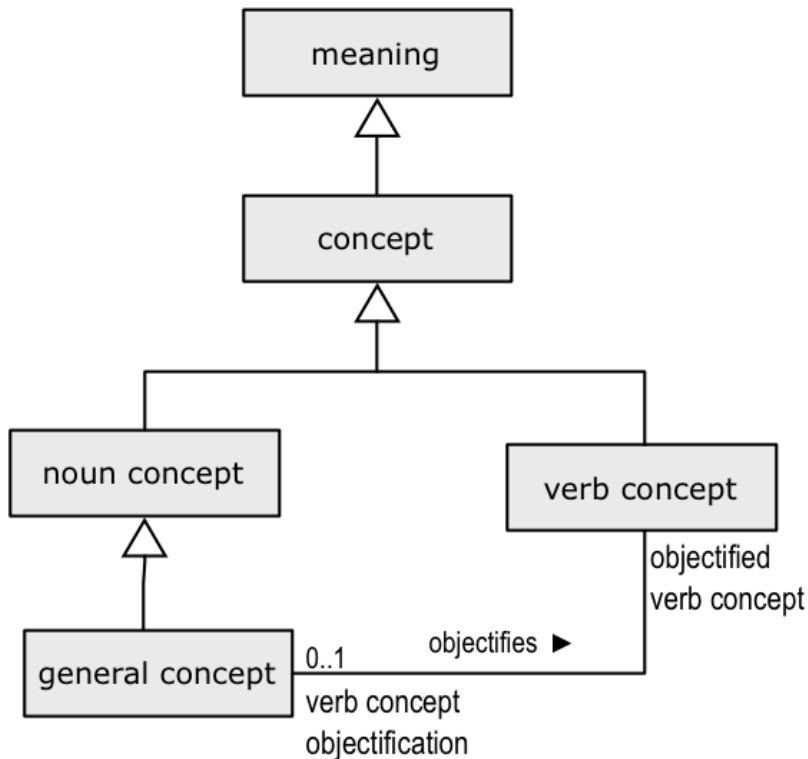 meaning
concept
noun concept
verb concept
objectified
verb concept
general concept
0..1
objectifies ►
verb concept
objectification